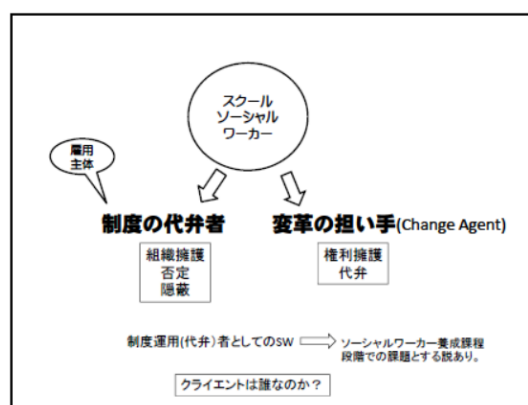 スクール
ソーシャル
ワーカー
雇用
主体
制度の代弁者
変革の担い手(Change Agent)
組織擁護
否定
隠蔽
権利擁護
代弁
制度運用(代弁)者としてのSW
ソーシャルワーカー養成課程
段階での課題とする説あり。
クライエントは誰なのか？